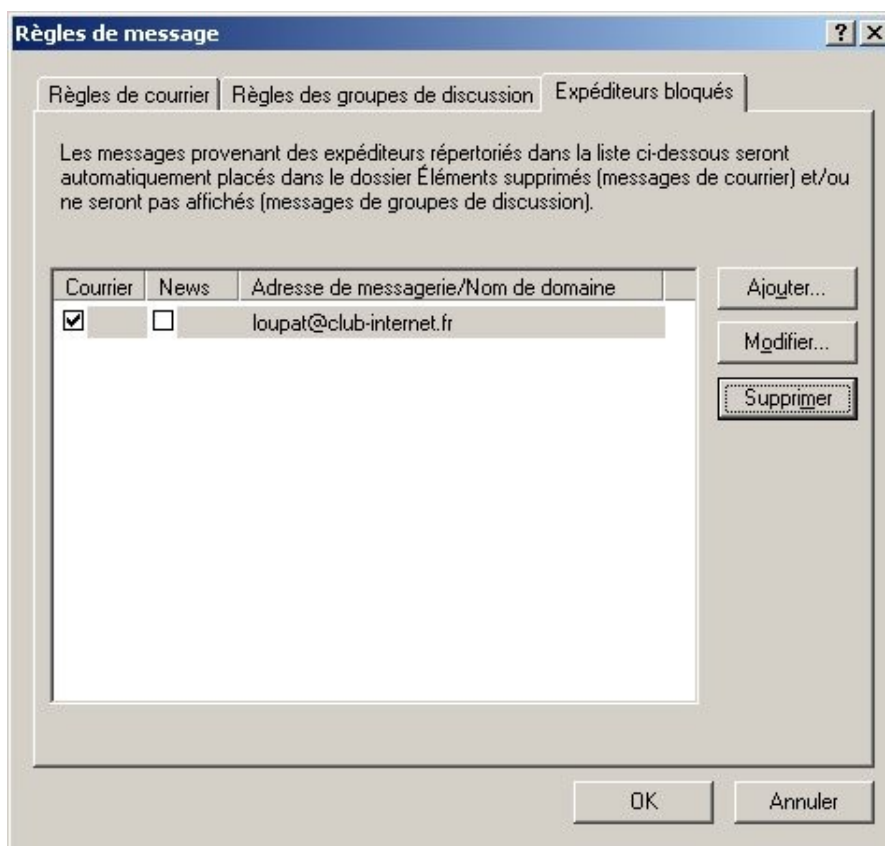 Règles de message
Règles de courrier Règles des groupes de discussion Expéditeurs bloqués
Les messages provenant des expéditeurs répertoriés dans la liste ci-dessous seront
automatiquement placés dans le dossier Éléments supprimés (messages de courrier) et/ou
ne seront pas affichés (messages de groupes de discussion).
Courrier News Adresse de messagerie/Nom de domaine
loupat@club-internet.fr
Ajouter...
Modifier...
Supprimer
OK Annuler